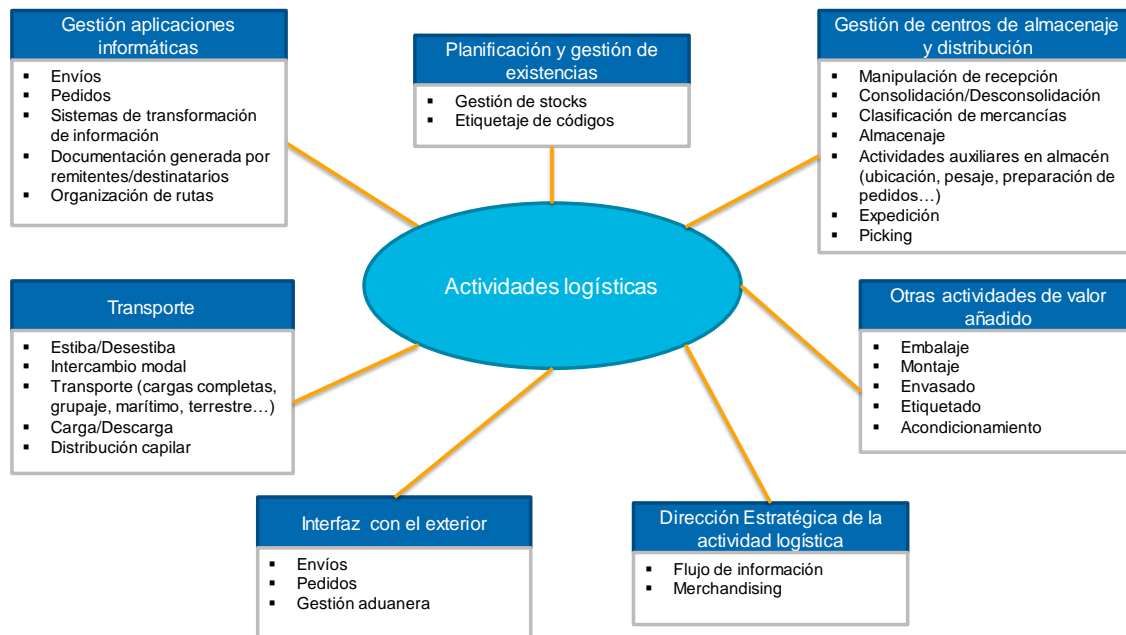 Gestión aplicaciones
informáticas
▪ Envíos
▪ Pedidos
▪ Sistemas de transformación
de información
▪ Documentación generada por
remitentes/destinatarios
▪ Organización de rutas
Planificación y gestión de
existencias
▪ Gestión de stocks
▪ Etiquetaje de códigos
Gestión de centros de almacenaje
y distribución
▪ Manipulación de recepción
▪ Consolidación/Desconsolidación
▪ Clasificación de mercancías
▪ Almacenaje
▪ Actividades auxiliares en almacén
(ubicación, pesaje, preparación de
pedidos…)
▪ Expedición
▪ Picking
Actividades logísticas
Transporte
▪ Estiba/Desestiba
▪ Intercambio modal
▪ Transporte (cargas completas,
grupaje, marítimo, terrestre…)
▪ Carga/Descarga
▪ Distribución capilar
Otras actividades de valor
añadido
▪ Embalaje
▪ Montaje
▪ Envasado
▪ Etiquetado
▪ Acondicionamiento
Interfaz con el exterior
▪ Envíos
▪ Pedidos
▪ Gestión aduanera
Dirección Estratégica de la
actividad logística
▪ Flujo de información
▪ Merchandising